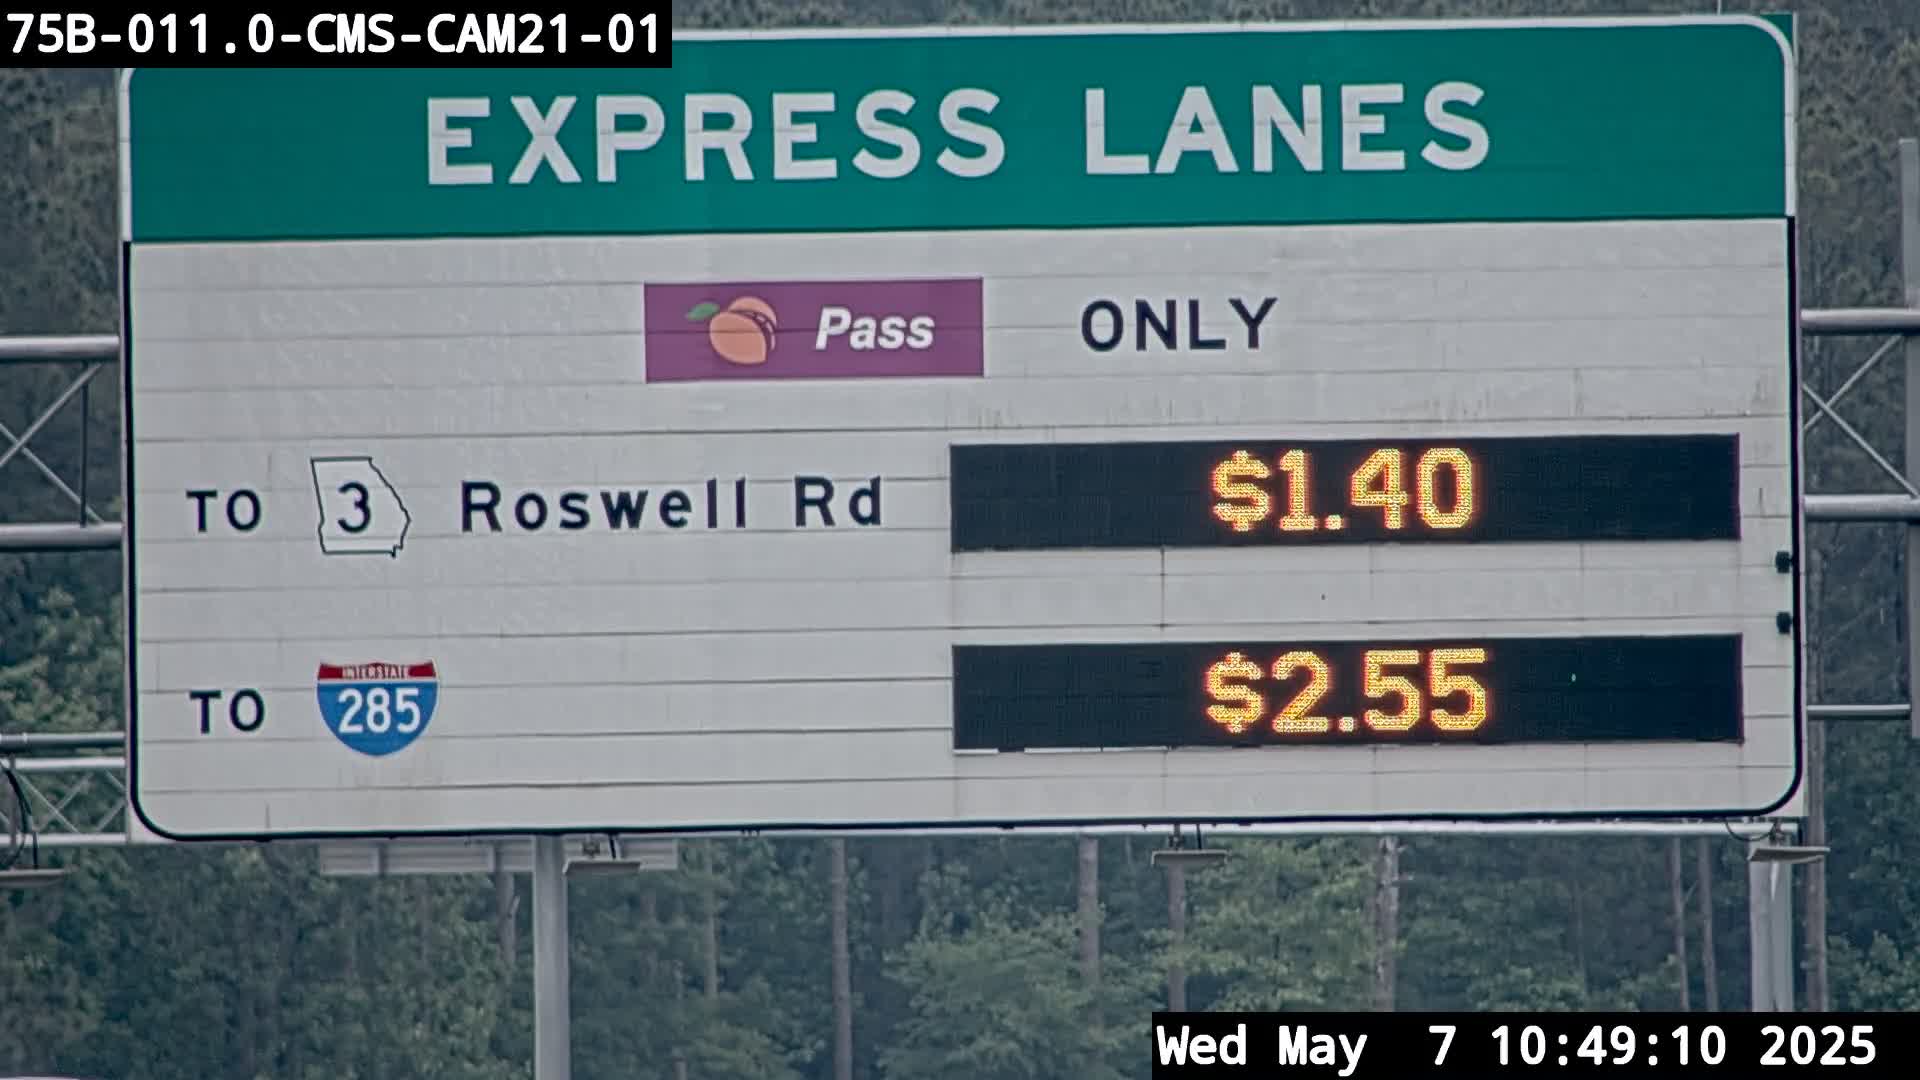 75B-011.0-CMS-CAM21-01
EXPRESS LANES
Pass ONLY
TO 3 Roswell Rd $1.40
INTERSTATE
TO 285 $2.55
Wed May 7 10:49:10 2025